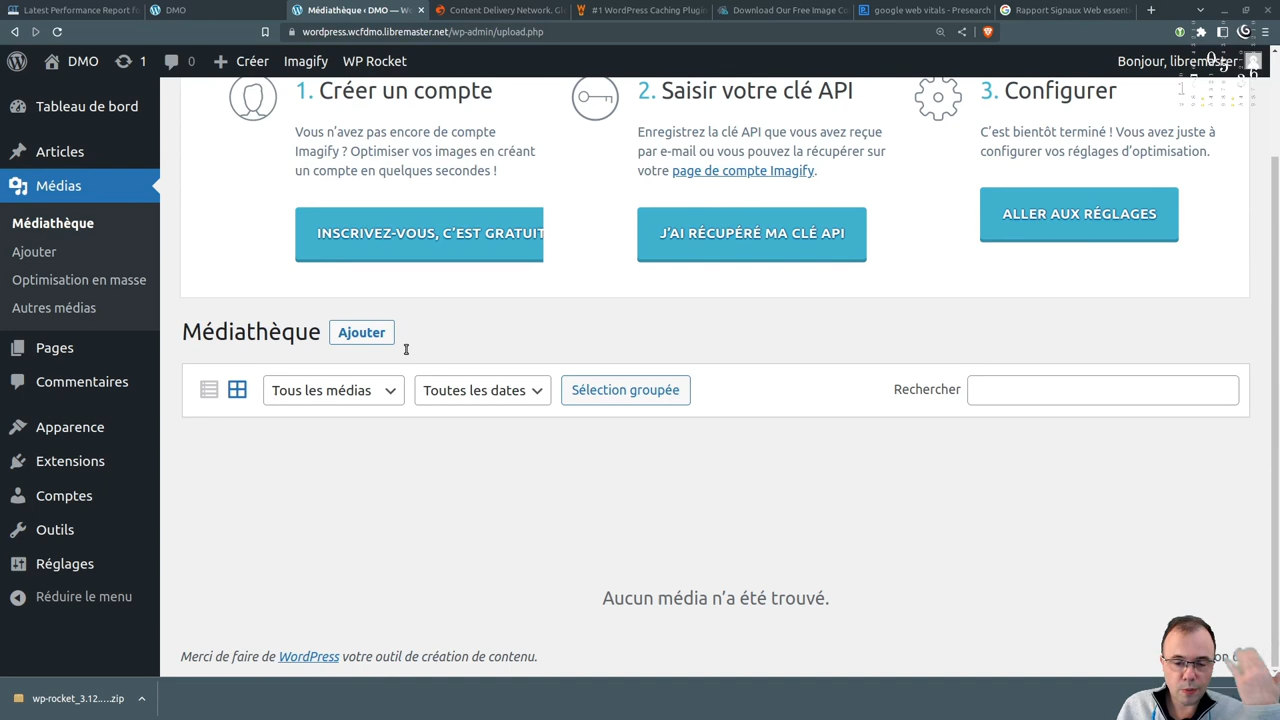 Latest Performance Report fo
DMO
Médiathèque ‹ DMO — W
Content Delivery Network. Gl
#1 WordPress Caching Plugin
Download Our Free Image Co
google web vitals - Presearch
Rapport Signaux Web essent
wordpress.wcfdmo.libremaster.net/wp-admin/upload.php
DMO
1
0
Créer
Imagify
WP Rocket
Bonjour, libremaster
Tableau de bord
Articles
Médias
Médiathèque
Ajouter
Optimisation en masse
Autres médias
Pages
Commentaires
Apparence
Extensions
Comptes
Outils
Réglages
Réduire le menu
1. Créer un compte
Vous n’avez pas encore de compte
Imagify ? Optimiser vos images en créant
un compte en quelques secondes !
INSCRIVEZ-VOUS, C’EST GRATUIT
2. Saisir votre clé API
Enregistrez la clé API que vous avez reçue
par e-mail ou vous pouvez la récupérer sur
votre page de compte Imagify.
J’AI RÉCUPÉRÉ MA CLÉ API
3. Configurer
C’est bientôt terminé ! Vous avez juste à
configurer vos réglages d’optimisation.
ALLER AUX RÉGLAGES
Médiathèque
Ajouter
Tous les médias
Toutes les dates
Sélection groupée
Rechercher
Aucun média n’a été trouvé.
Merci de faire de WordPress votre outil de création de contenu.
wp-rocket_3.12.....zip